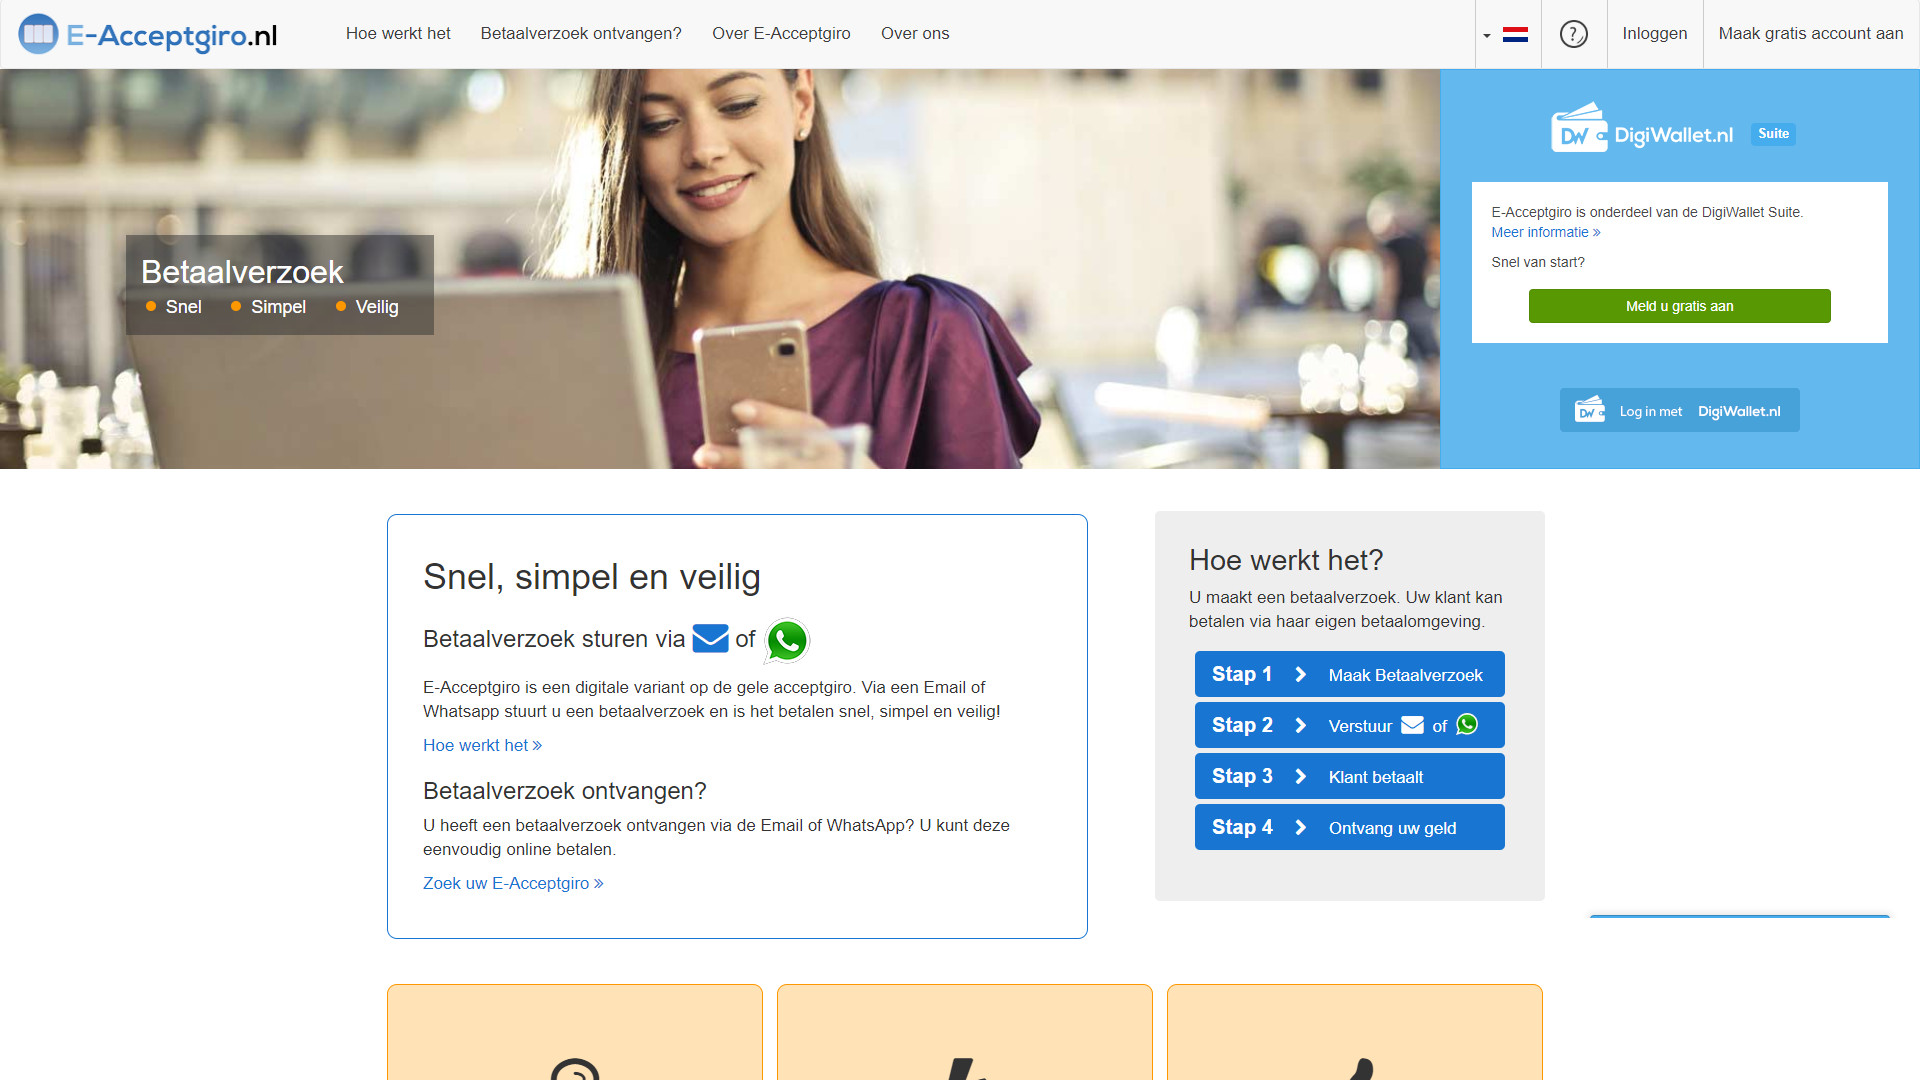 E-Acceptgiro.nl
Hoe werkt het
Betaalverzoek ontvangen?
Over E-Acceptgiro
Over ons
?
Inloggen
Maak gratis account aan
Betaalverzoek
Snel
Simpel
Veilig
DW DigiWallet.nl
Suite
E-Acceptgiro is onderdeel van de DigiWallet Suite.
Meer informatie »
Snel van start?
Meld u gratis aan
DW Log in met DigiWallet.nl
Snel, simpel en veilig
Betaalverzoek sturen via of
E-Acceptgiro is een digitale variant op de gele acceptgiro. Via een Email of
Whatsapp stuurt u een betaalverzoek en is het betalen snel, simpel en veilig!
Hoe werkt het »
Betaalverzoek ontvangen?
U heeft een betaalverzoek ontvangen via de Email of WhatsApp? U kunt deze
eenvoudig online betalen.
Zoek uw E-Acceptgiro »
Hoe werkt het?
U maakt een betaalverzoek. Uw klant kan
betalen via haar eigen betaalomgeving.
Stap 1 Maak Betaalverzoek
Stap 2 Verstuur of
Stap 3 Klant betaalt
Stap 4 Ontvang uw geld